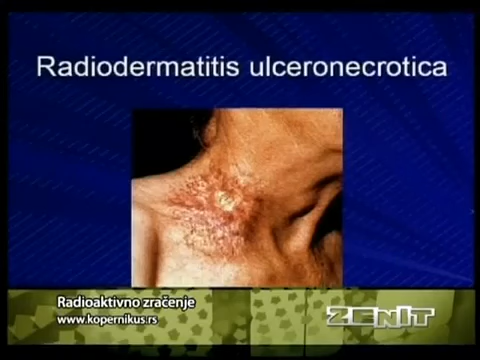 Radiodermatitis ulceronecrotica
Radioaktivno zračenje
www.kopernikus.rs
ZENIT